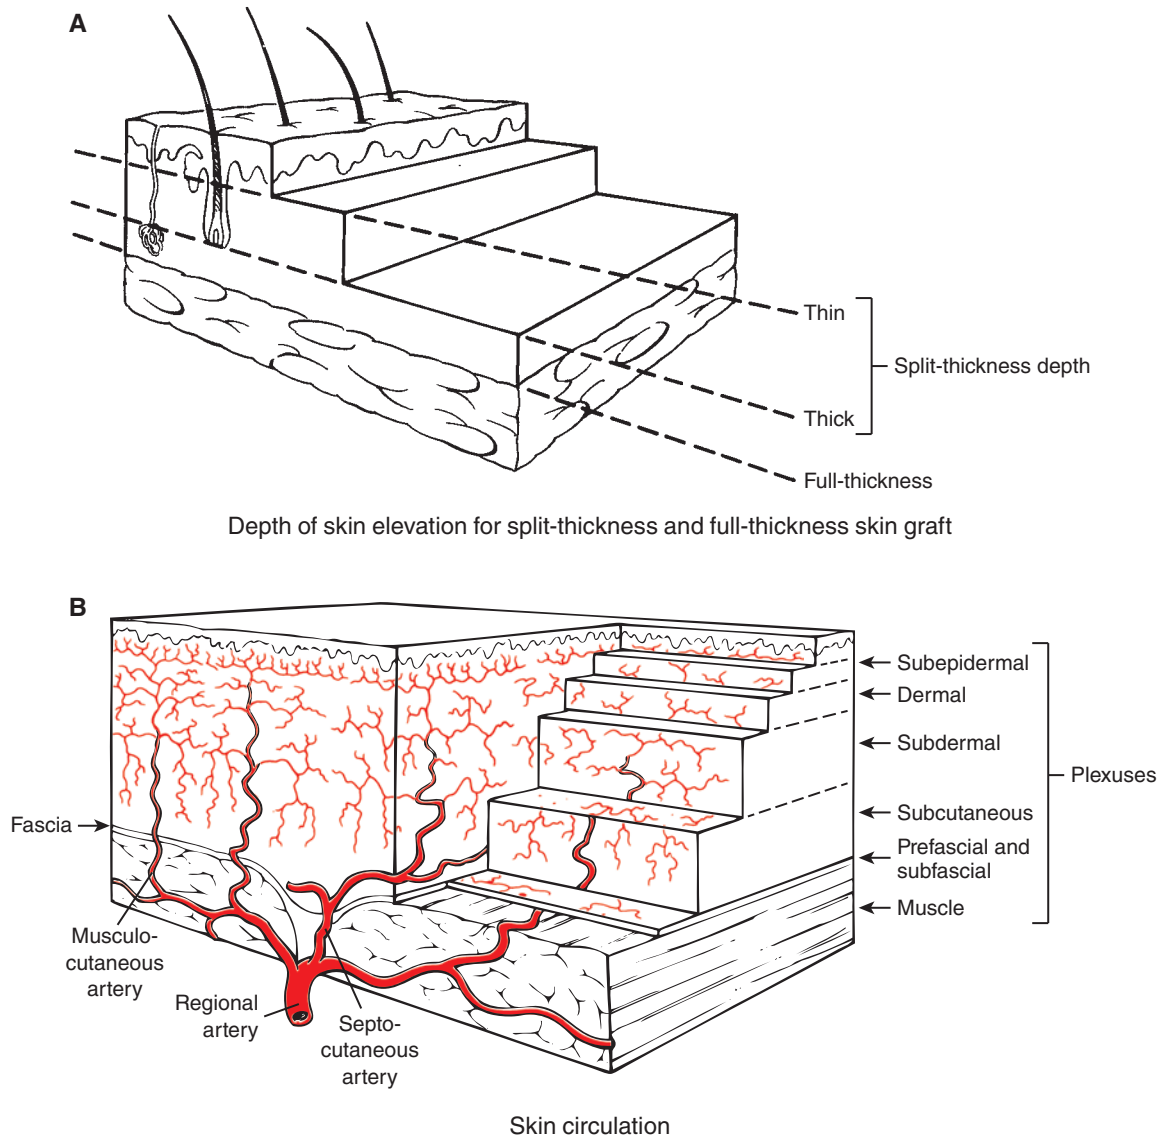 A
Thin
Split-thickness depth
Thick
Full-thickness
Depth of skin elevation for split-thickness and full-thickness skin graft
B
Subepidermal
Dermal
Subdermal
Plexuses
Subcutaneous
Fascia
Prefascial and
subfascial
Muscle
Musculo-
cutaneous
artery
Regional
artery
Septo-
cutaneous
artery
Skin circulation